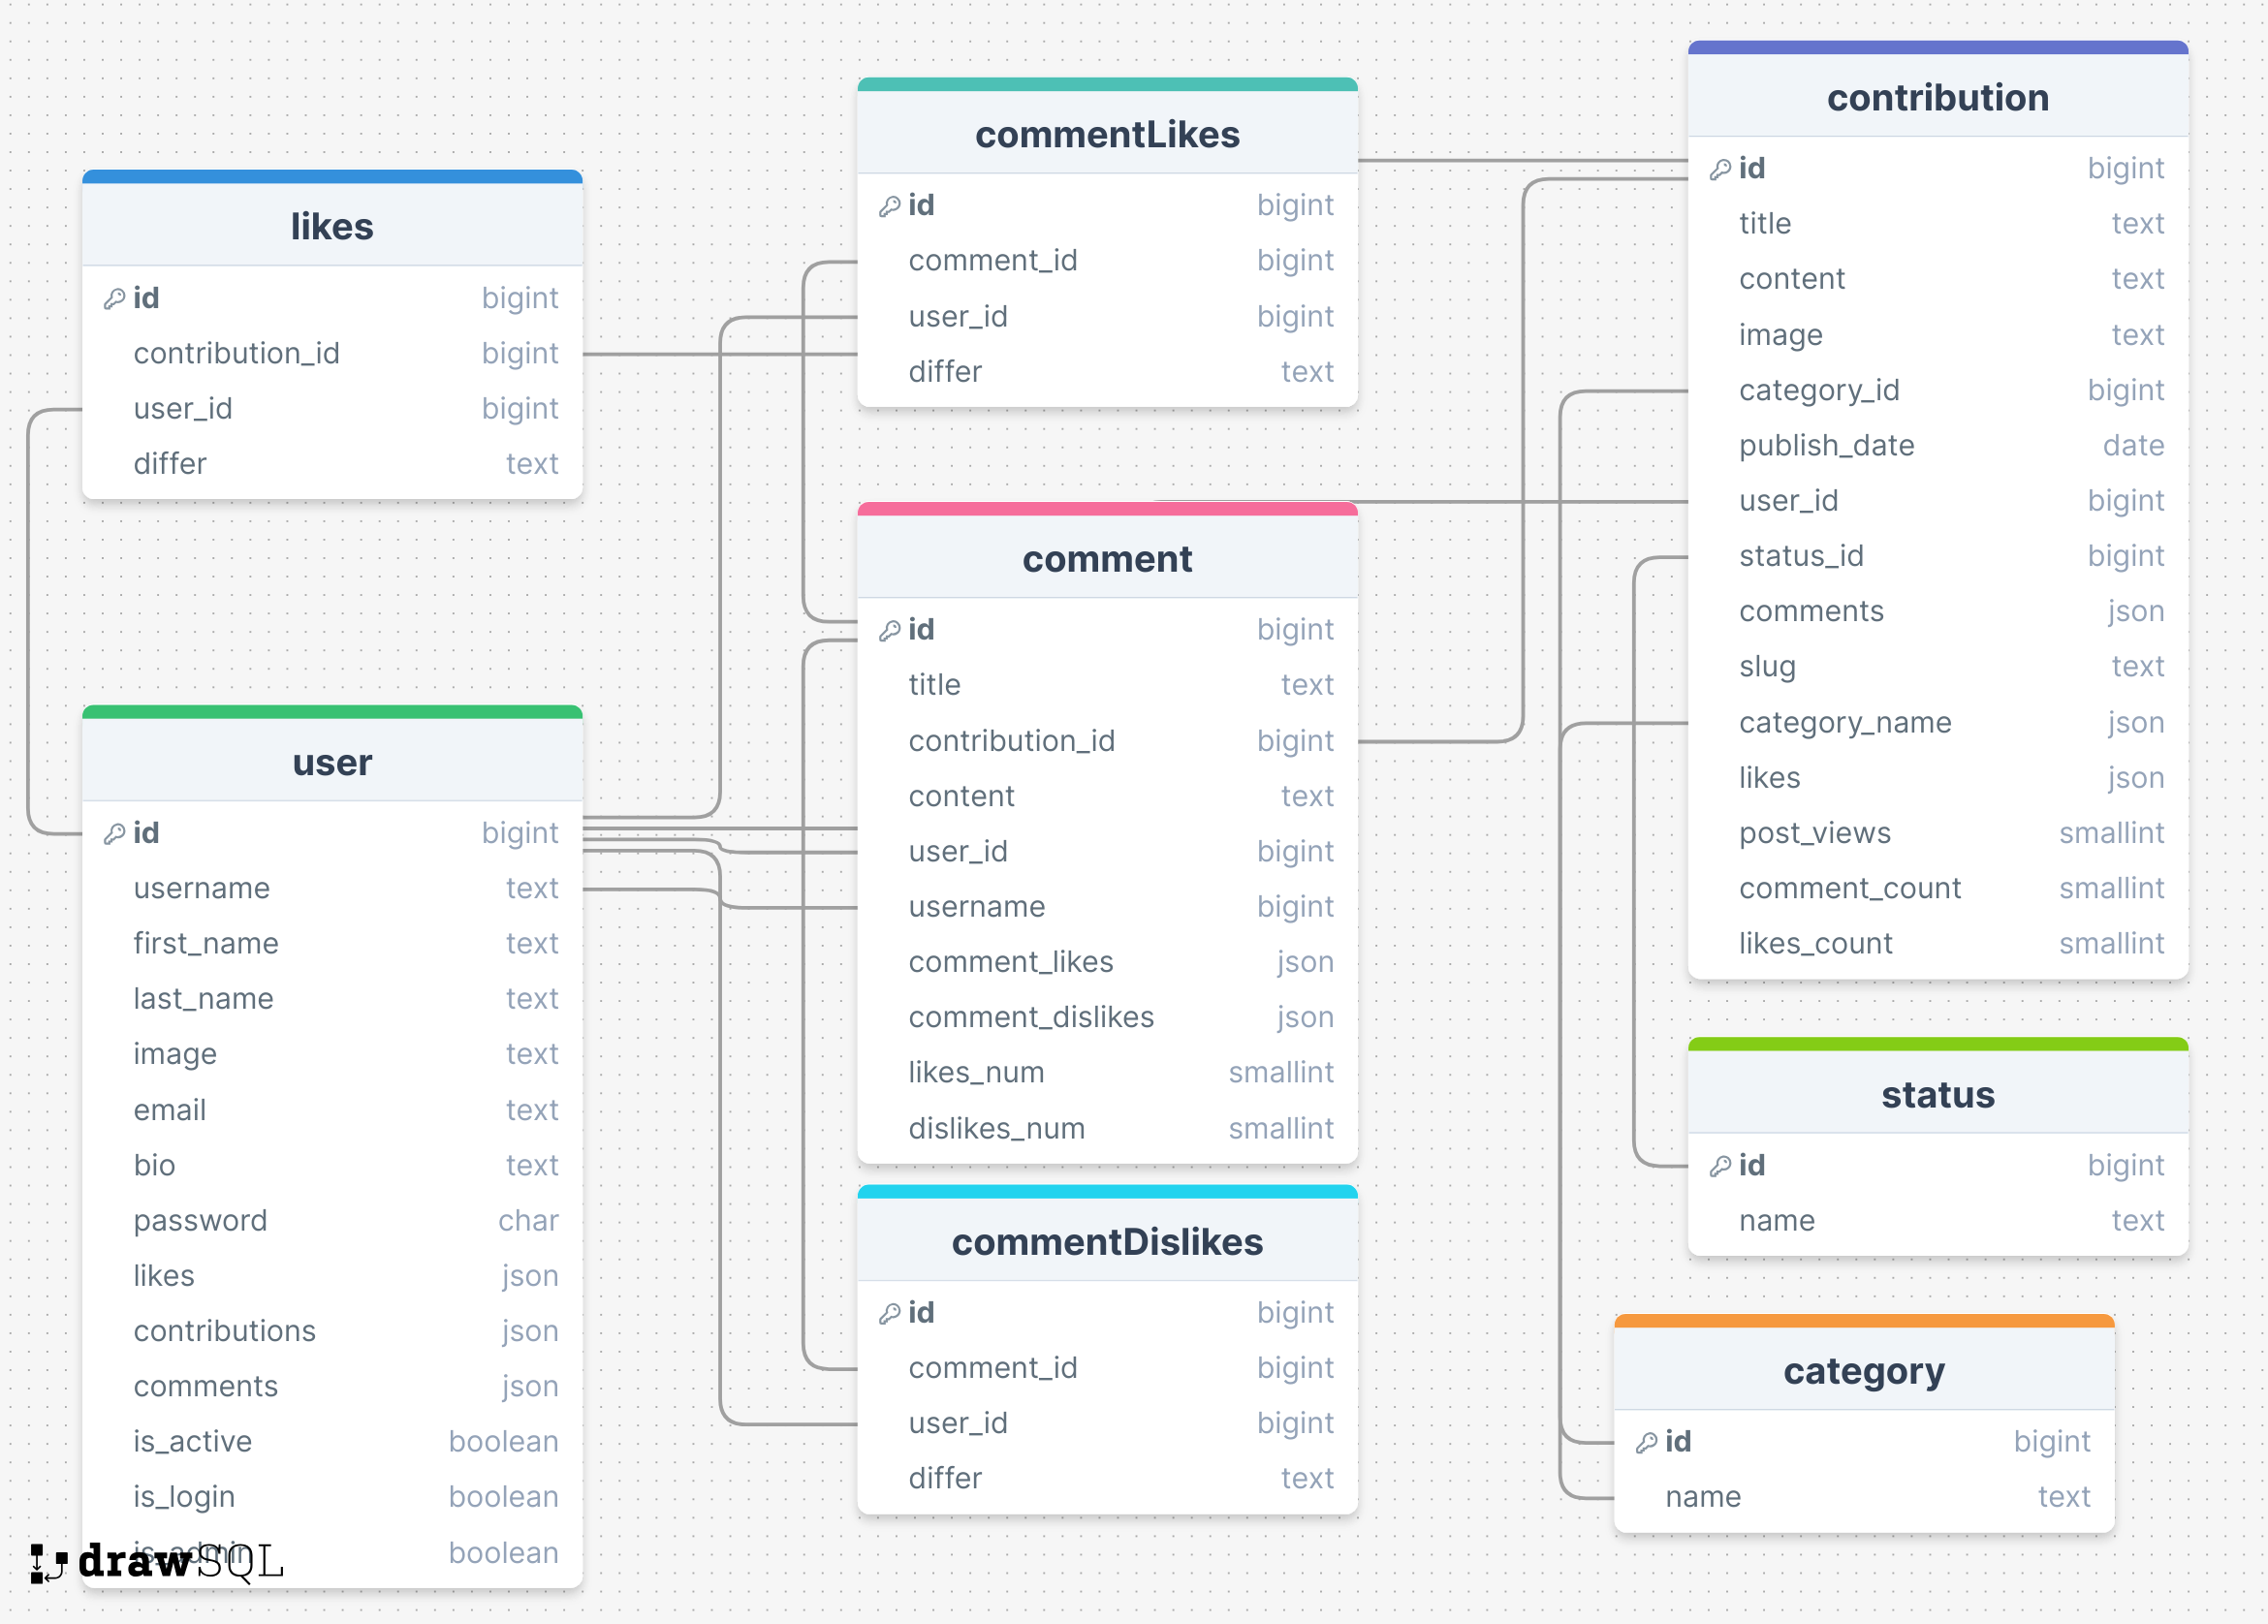 likes
id bigint
contribution_id bigint
user_id bigint
differ text
user
id bigint
username text
first_name text
last_name text
image text
email text
bio text
password char
likes json
contributions json
comments json
is_active boolean
is_login boolean
is_admin boolean
drawSQL
commentLikes
id bigint
comment_id bigint
user_id bigint
differ text
comment
id bigint
title text
contribution_id bigint
content text
user_id bigint
username bigint
comment_likes json
comment_dislikes json
likes_num smallint
dislikes_num smallint
commentDislikes
id bigint
comment_id bigint
user_id bigint
differ text
contribution
id bigint
title text
content text
image text
category_id bigint
publish_date date
user_id bigint
status_id bigint
comments json
slug text
category_name json
likes json
post_views smallint
comment_count smallint
likes_count smallint
status
id bigint
name text
category
id bigint
name text